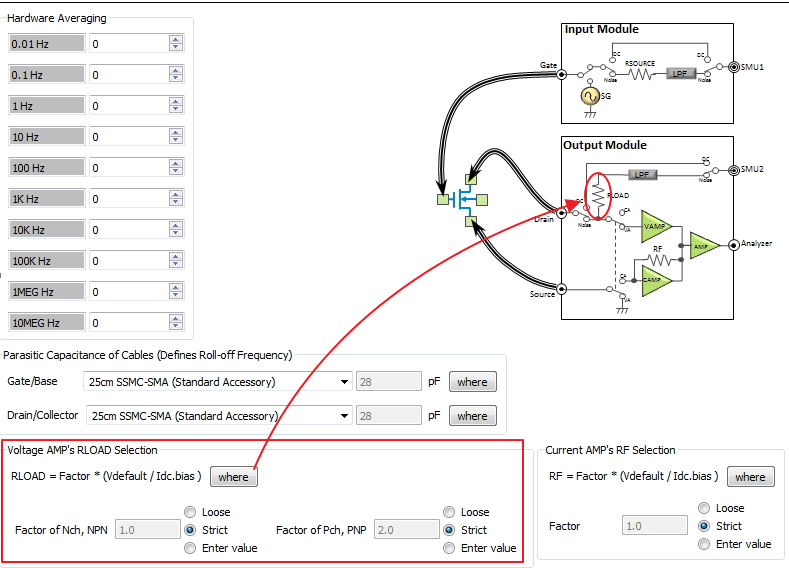 Hardware Averaging
0.01 Hz 0
0.1 Hz 0
1 Hz 0
10 Hz 0
100 Hz 0
1K Hz 0
10K Hz 0
100K Hz 0
1MEG Hz 0
10MEG Hz 0
Input Module
Gate
DC
RSOURCE
DC
LPF
SMU1
Noise
Noise
SG
Output Module
DC
LPF
SMU2
Noise
RLOAD
DC
Drain
Noise
CA
VA
VAMP
RF
AMP
Analyzer
CA
CAMP
Source
VA
Parasitic Capacitance of Cables (Defines Roll-off Frequency)
Gate/Base 25cm SSMC-SMA (Standard Accessory) 28 pF where
Drain/Collector 25cm SSMC-SMA (Standard Accessory) 28 pF where
Voltage AMP's RLOAD Selection
RLOAD = Factor * (Vdefault / Idc.bias ) where
Loose
Factor of Nch, NPN 1.0 Strict
Enter value
Loose
Factor of Pch, PNP 2.0 Strict
Enter value
Current AMP's RF Selection
RF = Factor * (Vdefault / Idc.bias ) where
Loose
Factor 1.0 Strict
Enter value